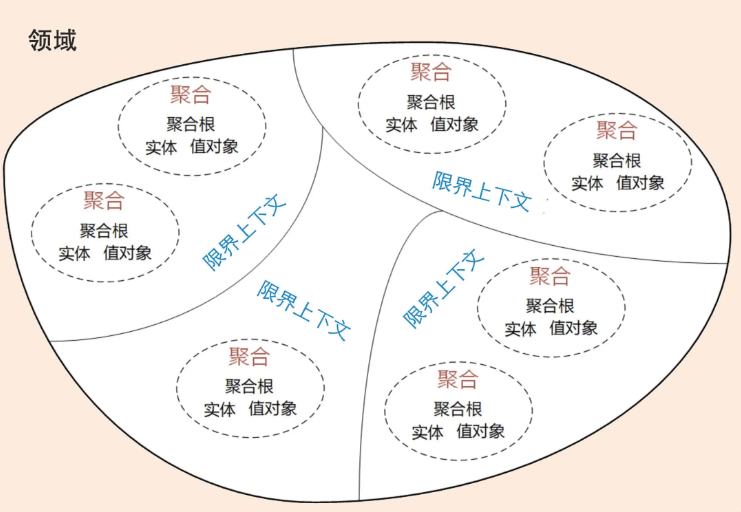 领域
聚合
聚合根
实体 值对象
聚合
聚合根
实体 值对象
限界上下文
聚合
聚合根
实体 值对象
聚合
聚合根
实体 值对象
限界上下文
限界上下文
聚合
聚合根
实体 值对象
限界上下文
聚合
聚合根
实体 值对象
聚合
聚合根
实体 值对象